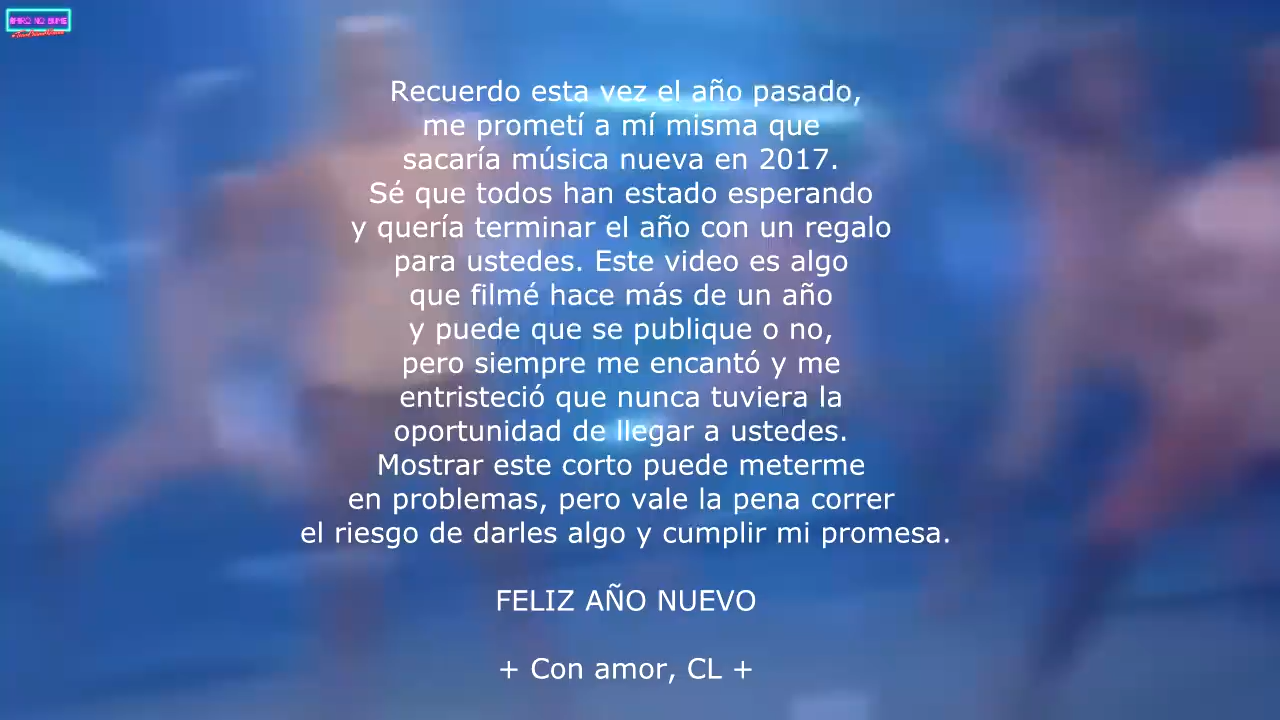 Recuerdo esta vez el año pasado,
me prometí a mí misma que
sacaría música nueva en 2017.
Sé que todos han estado esperando
y quería terminar el año con un regalo
para ustedes. Este video es algo
que filmé hace más de un año
y puede que se publique o no,
pero siempre me encantó y me
entristeció que nunca tuviera la
oportunidad de llegar a ustedes.
Mostrar este corto puede meterme
en problemas, pero vale la pena correr
el riesgo de darles algo y cumplir mi promesa.
FELIZ AÑO NUEVO
+ Con amor, CL +